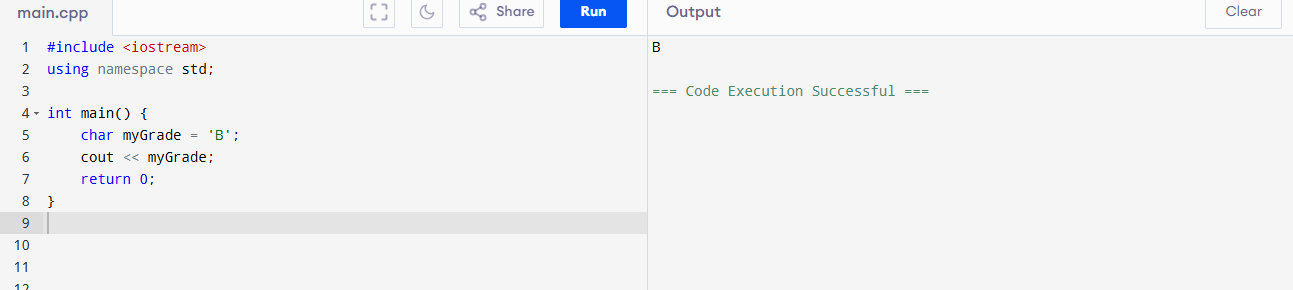 main.cpp Share Run Output Clear
1 #include <iostream>
2 using namespace std;
3
4 int main() {
5     char myGrade = 'B';
6     cout << myGrade;
7     return 0;
8 }
9
10
11
12
B
=== Code Execution Successful ===